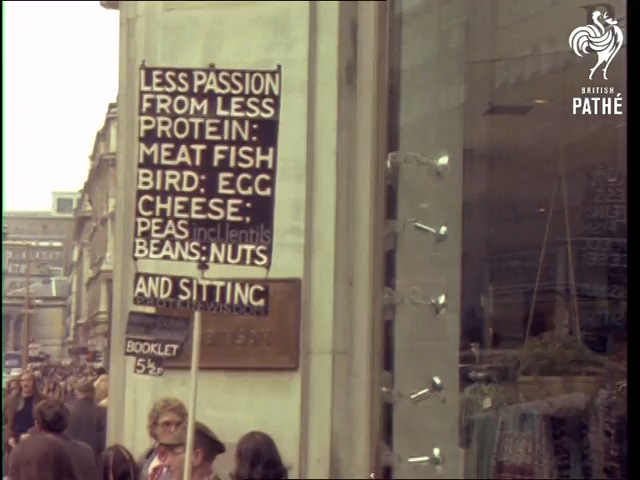 BRITISH
PATHÉ
LESS PASSION
FROM LESS
PROTEIN:
MEAT FISH
BIRD; EGG
CHEESE;
PEAS incl.lentils
BEANS; NUTS
AND SITTING
PROTEIN WISDOM
BOOKLET
5½P